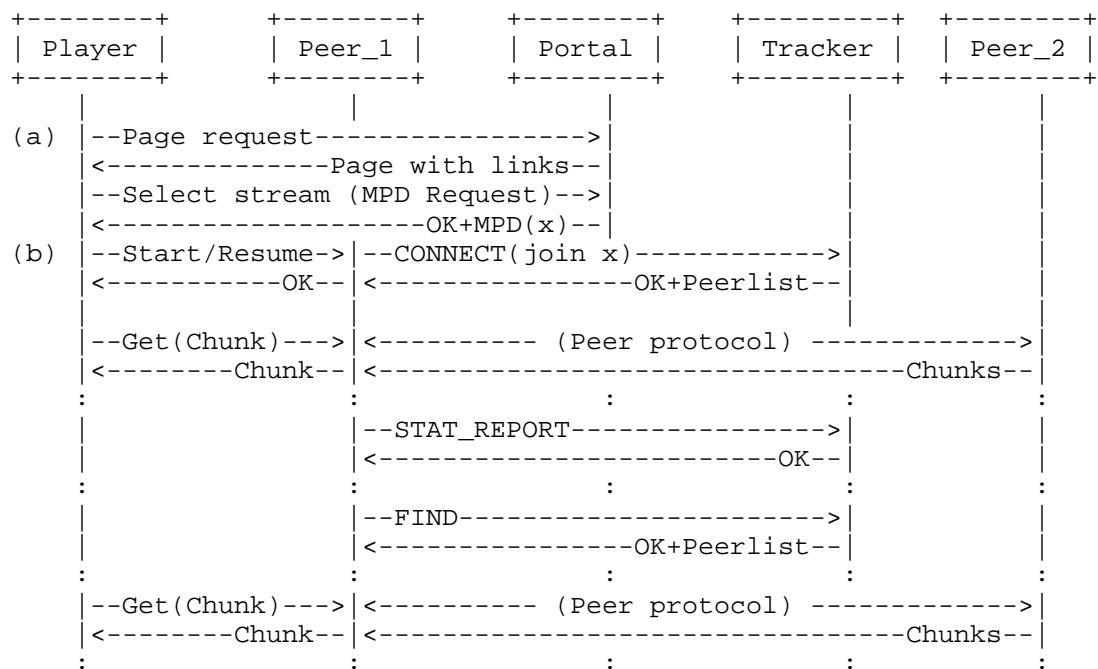 +--------+      +--------+     +--------+    +---------+  +--------+
| Player |      | Peer_1 |     | Portal |    | Tracker |  | Peer_2 |
+--------+      +--------+     +--------+    +---------+  +--------+
    |                |               |               |           |
(a) |--Page request----------------->|               |           |
    |<--------------Page with links--|               |           |
    |--Select stream (MPD Request)-->|               |           |
    |<--------------------OK+MPD(x)--|               |           |
(b) |--Start/Resume->|--CONNECT(join x)------------>|           |
    |<-----------OK--|<----------------OK+Peerlist--|           |
    |                |                              |           |
    |--Get(Chunk)--->|<---------- (Peer protocol) ------------->|
    |<--------Chunk--|<---------------------------------Chunks--|
    :                :               :              :           :
    |                |--STAT_REPORT---------------->|           |
    |                |<-------------------------OK--|           |
    :                :               :              :           :
    |                |--FIND----------------------->|           |
    |                |<----------------OK+Peerlist--|           |
    :                :               :              :           :
    |--Get(Chunk)--->|<---------- (Peer protocol) ------------->|
    |<--------Chunk--|<---------------------------------Chunks--|
    :                :               :              :           :